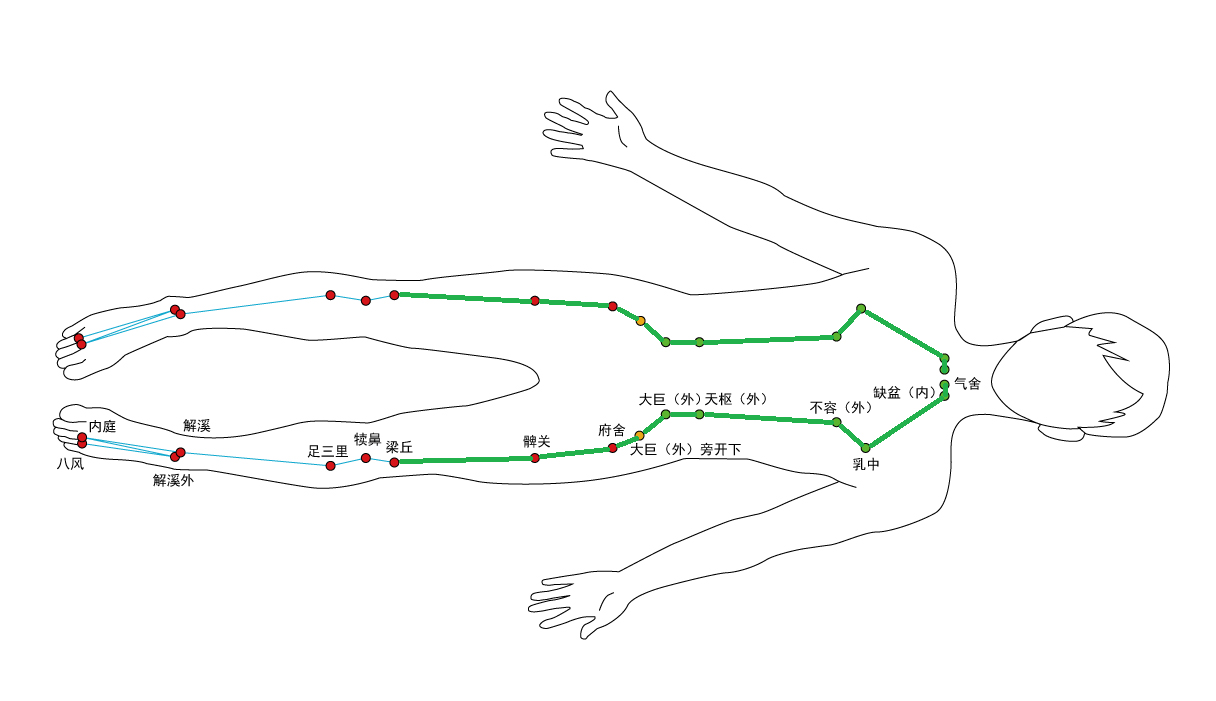 气舍
缺盆（内）
大巨（外）
天枢（外）
不容（外）
内庭
解溪
府舍
犊鼻
髀关
梁丘
足三里
大巨（外）旁开下
八风
乳中
解溪外